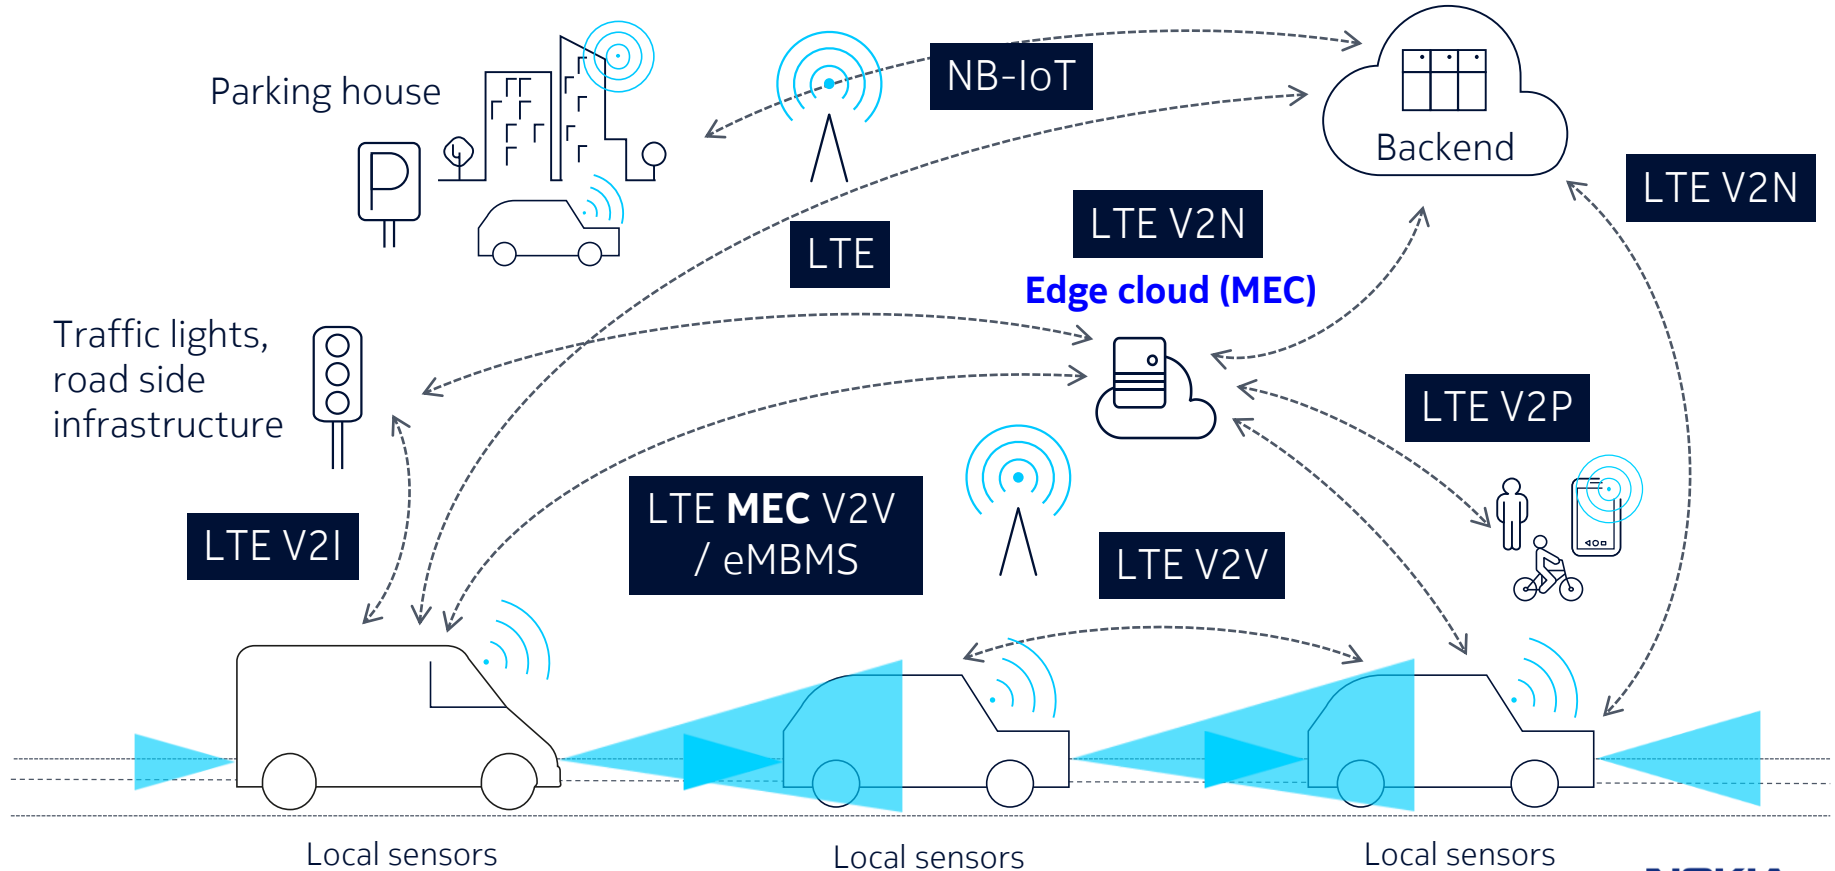 Parking house
P
NB-IoT
Backend
LTE V2N
LTE V2N
LTE
Edge cloud (MEC)
Traffic lights,
road side
infrastructure
LTE V2P
LTE MEC V2V
/ eMBMS
LTE V2I
LTE V2V
Local sensors
Local sensors
Local sensors
NOKIA